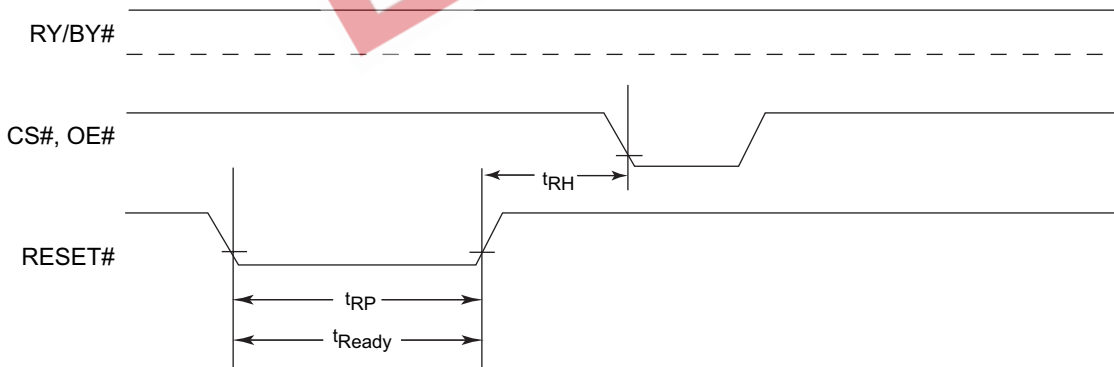 RY/BY#
CS#, OE#
tRH
RESET#
tRP
tReady